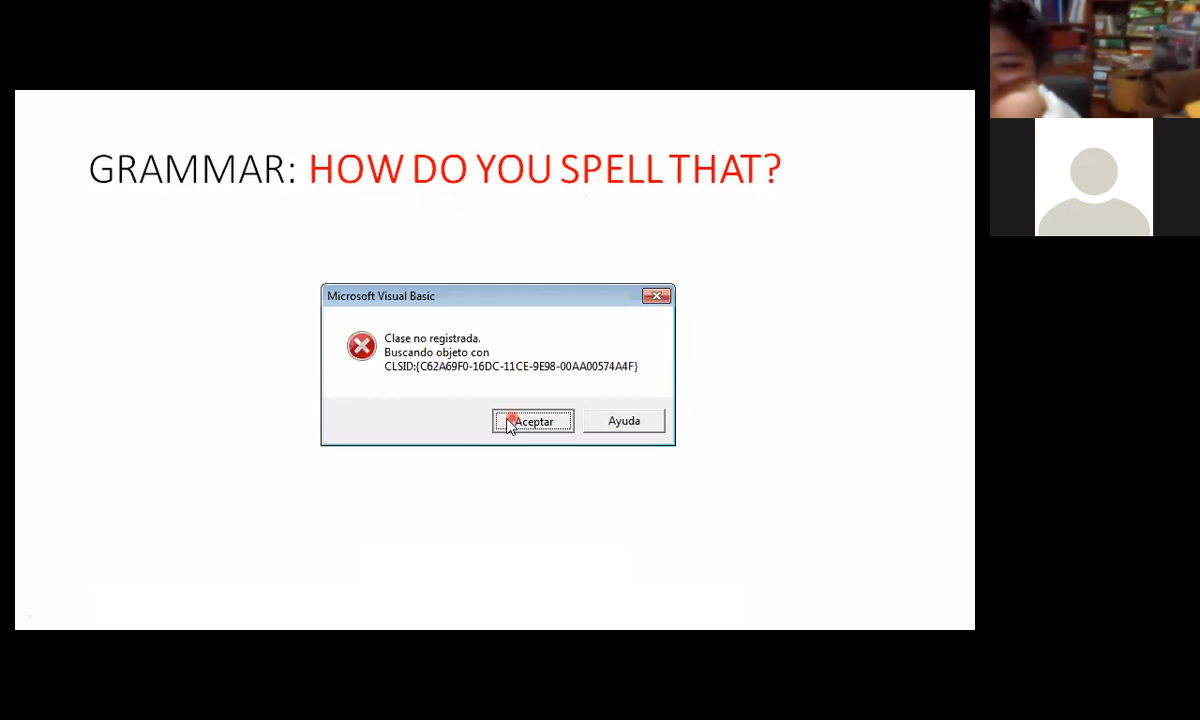 GRAMMAR: HOW DO YOU SPELL THAT?
Microsoft Visual Basic
Clase no registrada.
Buscando objeto con
CLSID:{C62A69F0-16DC-11CE-9E98-00AA00574A4F}
Aceptar
Ayuda